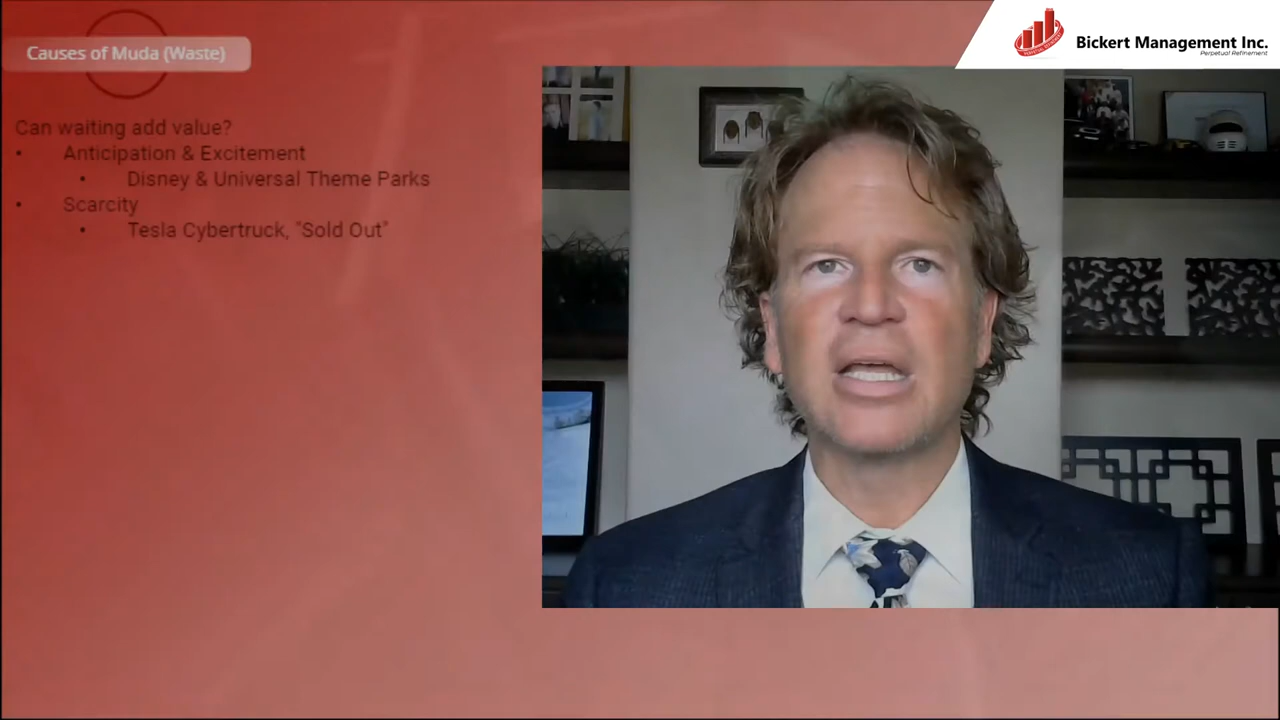 Causes of Muda (Waste)
Bickert Management Inc.
Perpetual Refinement
Can waiting add value?
• Anticipation & Excitement
• Disney & Universal Theme Parks
• Scarcity
• Tesla Cybertruck, "Sold Out"